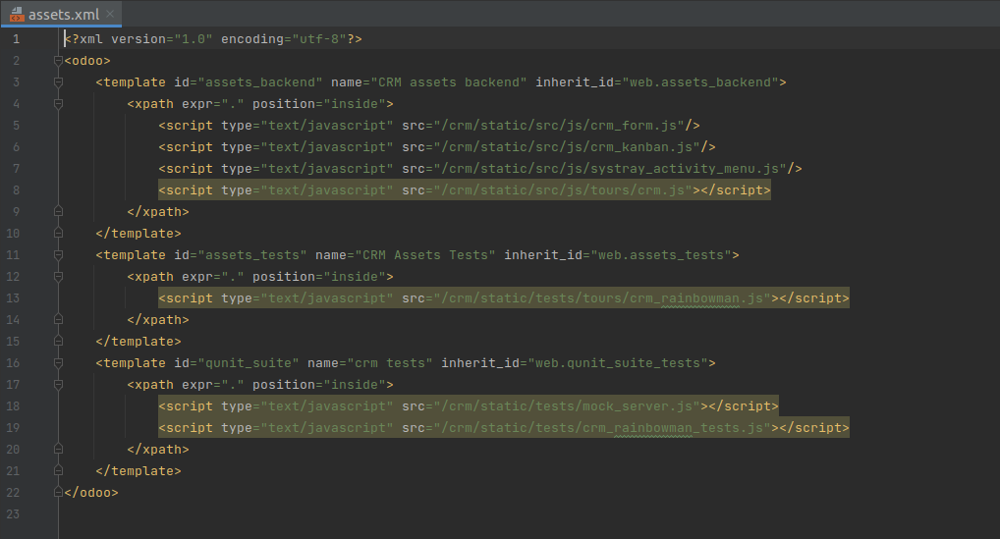 assets.xml
1 <?xml version="1.0" encoding="utf-8"?>
2 <odoo>
3     <template id="assets_backend" name="CRM assets backend" inherit_id="web.assets_backend">
4         <xpath expr="." position="inside">
5             <script type="text/javascript" src="/crm/static/src/js/crm_form.js"/>
6             <script type="text/javascript" src="/crm/static/src/js/crm_kanban.js"/>
7             <script type="text/javascript" src="/crm/static/src/js/systray_activity_menu.js"/>
8             <script type="text/javascript" src="/crm/static/src/js/tours/crm.js"></script>
9         </xpath>
10     </template>
11     <template id="assets_tests" name="CRM Assets Tests" inherit_id="web.assets_tests">
12         <xpath expr="." position="inside">
13             <script type="text/javascript" src="/crm/static/tests/tours/crm_rainbowman.js"></script>
14         </xpath>
15     </template>
16     <template id="qunit_suite" name="crm tests" inherit_id="web.qunit_suite_tests">
17         <xpath expr="." position="inside">
18             <script type="text/javascript" src="/crm/static/tests/mock_server.js"></script>
19             <script type="text/javascript" src="/crm/static/tests/crm_rainbowman_tests.js"></script>
20         </xpath>
21     </template>
22 </odoo>
23